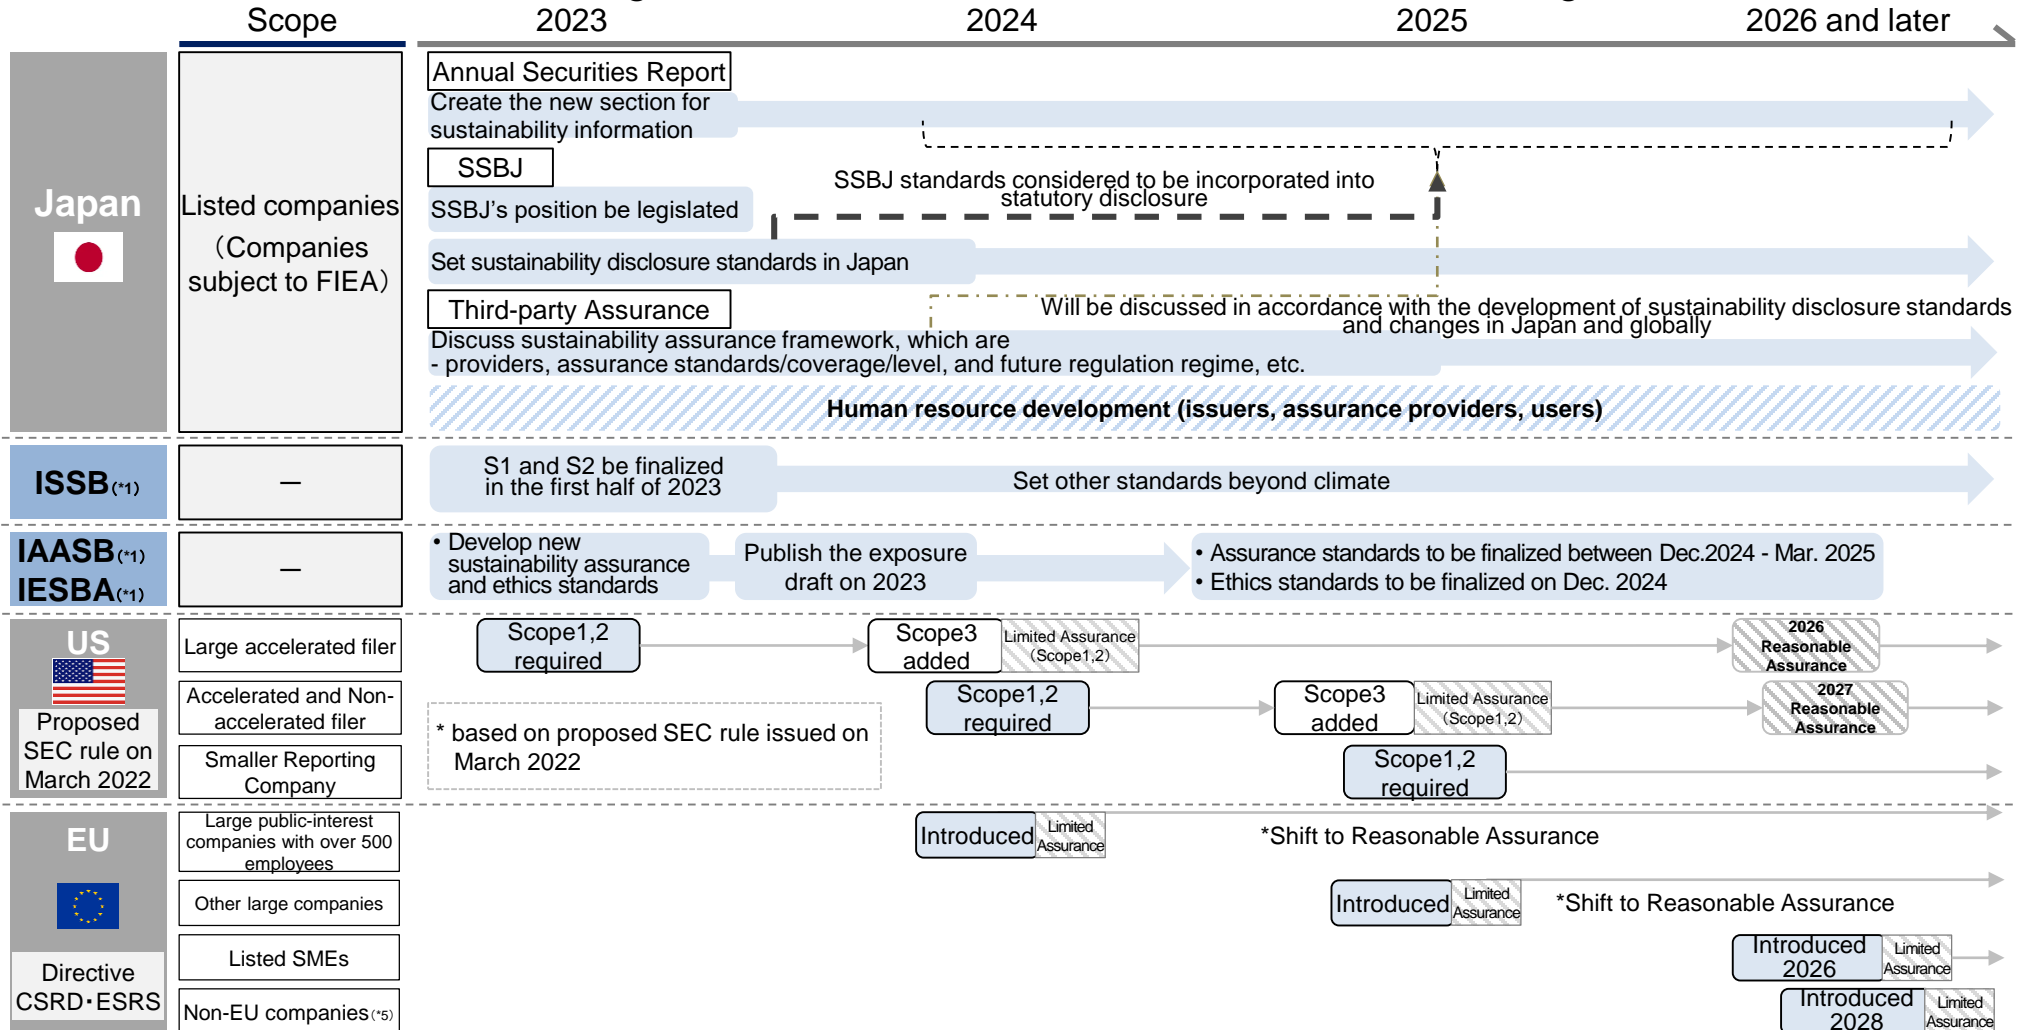 Scope
2023
2024
2025
2026 and later
Japan
Listed companies
（Companies
subject to FIEA）
Annual Securities Report
Create the new section for
sustainability information
SSBJ
SSBJ's position be legislated
SSBJ standards considered to be incorporated into
statutory disclosure
Set sustainability disclosure standards in Japan
Third-party Assurance
Will be discussed in accordance with the development of sustainability disclosure standards
and changes in Japan and globally
Discuss sustainability assurance framework, which are
- providers, assurance standards/coverage/level, and future regulation regime, etc.
Human resource development (issuers, assurance providers, users)
ISSB(*1)
－
S1 and S2 be finalized
in the first half of 2023
Set other standards beyond climate
IAASB(*1)
IESBA(*1)
－
• Develop new
sustainability assurance
and ethics standards
Publish the exposure
draft on 2023
• Assurance standards to be finalized between Dec.2024 - Mar. 2025
• Ethics standards to be finalized on Dec. 2024
US
Proposed
SEC rule on
March 2022
Large accelerated filer
Scope1,2
required
Scope3
added
Limited Assurance
（Scope1,2）
2026
Reasonable
Assurance
Accelerated and Non-
accelerated filer
Scope1,2
required
Scope3
added
Limited Assurance
（Scope1,2）
2027
Reasonable
Assurance
* based on proposed SEC rule issued on
March 2022
Smaller Reporting
Company
Scope1,2
required
EU
Directive
CSRD・ESRS
Large public-interest
companies with over 500
employees
Introduced
Limited
Assurance
*Shift to Reasonable Assurance
Other large companies
Introduced
Limited
Assurance
*Shift to Reasonable Assurance
Listed SMEs
Introduced
2026
Limited
Assurance
Non-EU companies(*5)
Introduced
2028
Limited
Assurance